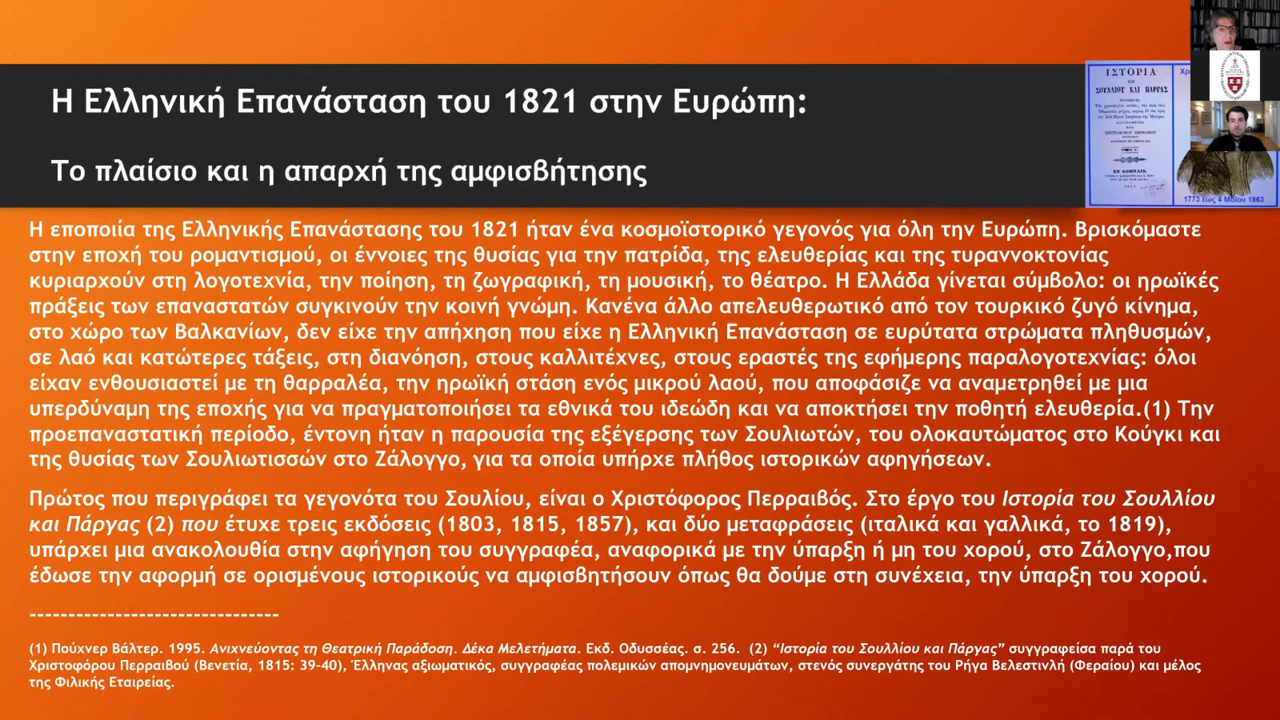 Η Ελληνική Επανάσταση του 1821 στην Ευρώπη:
Το πλαίσιο και η απαρχή της αμφισβήτησης
ΙΣΤΟΡΙΑ
ΣΟΥΛΙΟΥ ΚΑΙ ΠΑΡΓΑΣ
ΕΝ ΑΘΗΝΑΙΣ
1773 έως 4 Μαΐου 1863
Η εποποιία της Ελληνικής Επανάστασης του 1821 ήταν ένα κοσμοϊστορικό γεγονός για όλη την Ευρώπη. Βρισκόμαστε
στην εποχή του ρομαντισμού, οι έννοιες της θυσίας για την πατρίδα, της ελευθερίας και της τυραννοκτονίας
κυριαρχούν στη λογοτεχνία, την ποίηση, τη ζωγραφική, τη μουσική, το θέατρο. Η Ελλάδα γίνεται σύμβολο: οι ηρωϊκές
πράξεις των επαναστατών συγκινούν την κοινή γνώμη. Κανένα άλλο απελευθερωτικό από τον τουρκικό ζυγό κίνημα,
στο χώρο των Βαλκανίων, δεν είχε την απήχηση που είχε η Ελληνική Επανάσταση σε ευρύτατα στρώματα πληθυσμών,
σε λαό και κατώτερες τάξεις, στη διανόηση, στους καλλιτέχνες, στους εραστές της εφήμερης παραλογοτεχνίας: όλοι
είχαν ενθουσιαστεί με τη θαρραλέα, την ηρωϊκή στάση ενός μικρού λαού, που αποφάσιζε να αναμετρηθεί με μια
υπερδύναμη της εποχής για να πραγματοποιήσει τα εθνικά του ιδεώδη και να αποκτήσει την ποθητή ελευθερία.(1) Την
προεπαναστατική περίοδο, έντονη ήταν η παρουσία της εξέγερσης των Σουλιωτών, του ολοκαυτώματος στο Κούγκι και
της θυσίας των Σουλιωτισσών στο Ζάλογγο, για τα οποία υπήρχε πλήθος ιστορικών αφηγήσεων.
Πρώτος που περιγράφει τα γεγονότα του Σουλίου, είναι ο Χριστόφορος Περραιβός. Στο έργο του Ιστορία του Σουλλίου
και Πάργας (2) που έτυχε τρεις εκδόσεις (1803, 1815, 1857), και δύο μεταφράσεις (ιταλικά και γαλλικά, το 1819),
υπάρχει μια ανακολουθία στην αφήγηση του συγγραφέα, αναφορικά με την ύπαρξη ή μη του χορού, στο Ζάλογγο,που
έδωσε την αφορμή σε ορισμένους ιστορικούς να αμφισβητήσουν όπως θα δούμε στη συνέχεια, την ύπαρξη του χορού.
--------------------------------
(1) Πούχνερ Βάλτερ. 1995. Ανιχνεύοντας τη Θεατρική Παράδοση. Δέκα Μελετήματα. Εκδ. Οδυσσέας. σ. 256. (2) “Ιστορία του Σουλλίου και Πάργας” συγγραφείσα παρά του
Χριστοφόρου Περραιβού (Βενετία, 1815: 39-40), Έλληνας αξιωματικός, συγγραφέας πολεμικών απομνημονευμάτων, στενός συνεργάτης του Ρήγα Βελεστινλή (Φεραίου) και μέλος
της Φιλικής Εταιρείας.